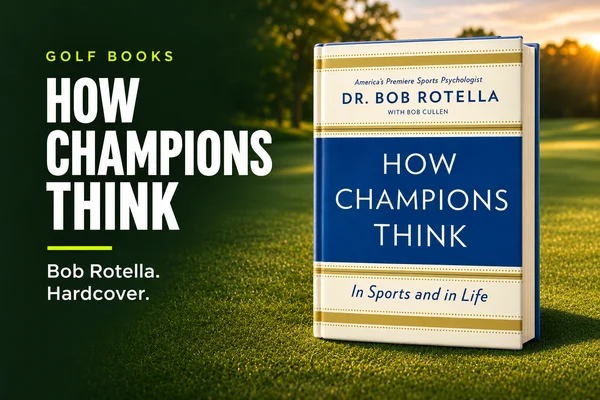 GOLF BOOKS
HOW
CHAMPIONS
THINK
Bob Rotella.
Hardcover.
America's Premiere Sports Psychologist
DR. BOB ROTELLA
WITH BOB CULLEN
HOW
CHAMPIONS
THINK
In Sports and in Life